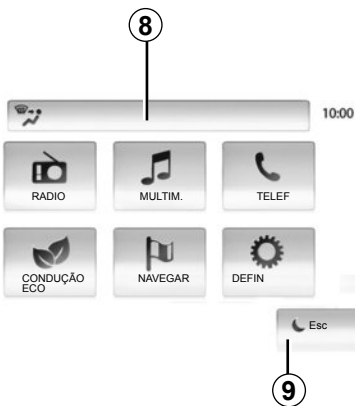 8
10:00
RADIO
MULTIM.
TELEF
CONDUÇÃO
ECO
NAVEGAR
DEFIN
Esc
9